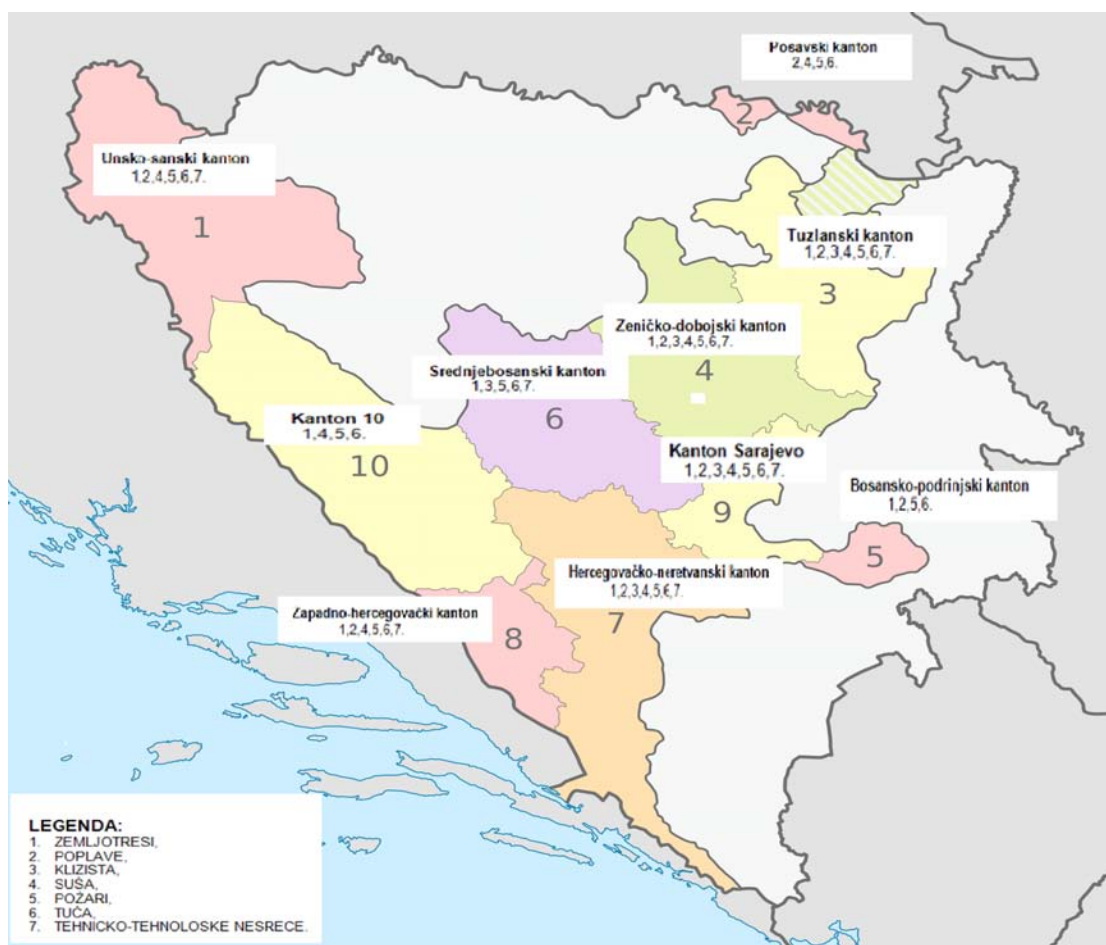 Posavski kanton
2,4,5,6.
2
Unsko-sanski kanton
1,2,4,5,6,7.
1
Tuzlanski kanton
1,2,3,4,5,6,7.
3
Zeničko-dobojski kanton
1,2,3,4,5,6,7.
4
Srednjebosanski kanton
1,3,5,6,7.
6
Kanton 10
1,4,5,6.
10
Kanton Sarajevo
1,2,3,4,5,6,7.
9
Bosansko-podrinjski kanton
1,2,5,6.
5
Hercegovačko-neretvanski kanton
1,2,3,4,5,6,7.
7
Zapadno-hercegovački kanton
1,2,4,5,6,7.
8
LEGENDA:
1. ZEMLJOTRESI,
2. POPLAVE,
3. KLIZISTA,
4. SUŠA,
5. POŽARI,
6. TUČA,
7. TEHNICKO-TEHNOLOSKE NESRECE.